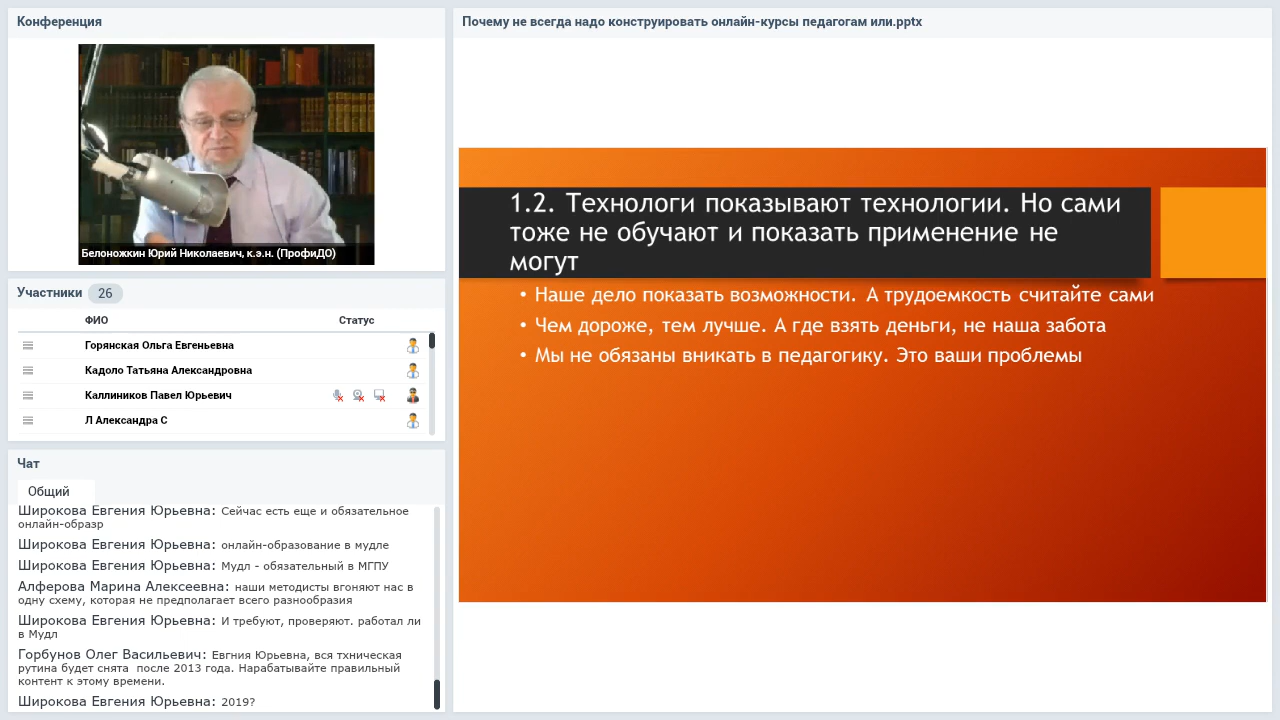 Конференция
Белоножкин Юрий Николаевич, к.э.н. (ПрофиДО)
Участники 26
ФИО Статус
Горянская Ольга Евгеньевна
Кадоло Татьяна Александровна
Каллиников Павел Юрьевич
Л Александра С
Чат
Общий
Широкова Евгения Юрьевна: Сейчас есть еще и обязательное
онлайн-образр
Широкова Евгения Юрьевна: онлайн-образование в мудле
Широкова Евгения Юрьевна: Мудл - обязательный в МГПУ
Алферова Марина Алексеевна: наши методисты вгоняют нас в
одну схему, которая не предполагает всего разнообразия
Широкова Евгения Юрьевна: И требуют, проверяют. работал ли
в Мудл
Горбунов Олег Васильевич: Евгния Юрьевна, вся тхническая
рутина будет снята  после 2013 года. Нарабатывайте правильный
контент к этому времени.
Широкова Евгения Юрьевна: 2019?
Почему не всегда надо конструировать онлайн-курсы педагогам или.pptx
1.2. Технологи показывают технологии. Но сами
тоже не обучают и показать применение не
могут
• Наше дело показать возможности. А трудоемкость считайте сами
• Чем дороже, тем лучше. А где взять деньги, не наша забота
• Мы не обязаны вникать в педагогику. Это ваши проблемы